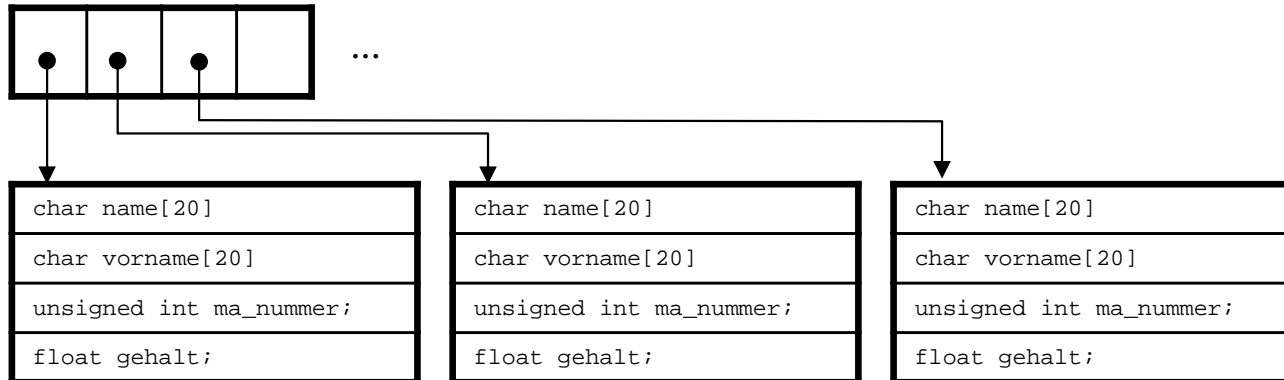 ...
char name[20]
char vorname[20]
unsigned int ma_nummer;
float gehalt;
char name[20]
char vorname[20]
unsigned int ma_nummer;
float gehalt;
char name[20]
char vorname[20]
unsigned int ma_nummer;
float gehalt;